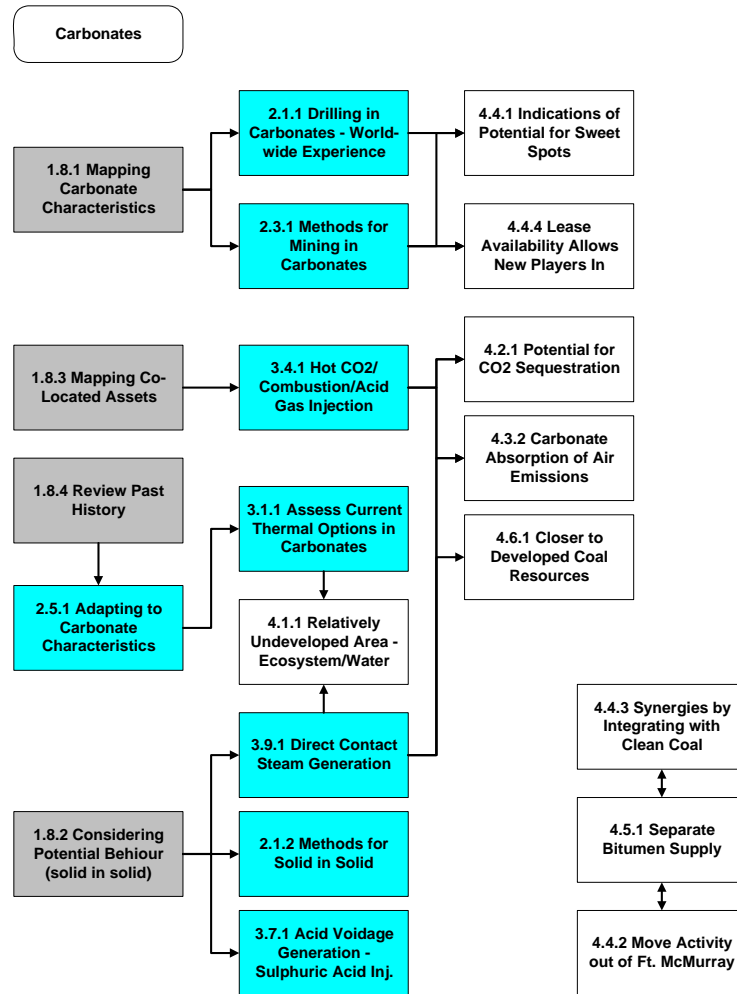 Carbonates
2.1.1 Drilling in
Carbonates - World-
wide Experience
4.4.1 Indications of
Potential for Sweet
Spots
1.8.1 Mapping
Carbonate
Characteristics
2.3.1 Methods for
Mining in
Carbonates
4.4.4 Lease
Availability Allows
New Players In
1.8.3 Mapping Co-
Located Assets
3.4.1 Hot CO2/
Combustion/Acid
Gas Injection
4.2.1 Potential for
CO2 Sequestration
4.3.2 Carbonate
Absorption of Air
Emissions
1.8.4 Review Past
History
3.1.1 Assess Current
Thermal Options in
Carbonates
4.6.1 Closer to
Developed Coal
Resources
2.5.1 Adapting to
Carbonate
Characteristics
4.1.1 Relatively
Undeveloped Area -
Ecosystem/Water
3.9.1 Direct Contact
Steam Generation
4.4.3 Synergies by
Integrating with
Clean Coal
1.8.2 Considering
Potential Behiour
(solid in solid)
2.1.2 Methods for
Solid in Solid
4.5.1 Separate
Bitumen Supply
3.7.1 Acid Voidage
Generation -
Sulphuric Acid Inj.
4.4.2 Move Activity
out of Ft. McMurray